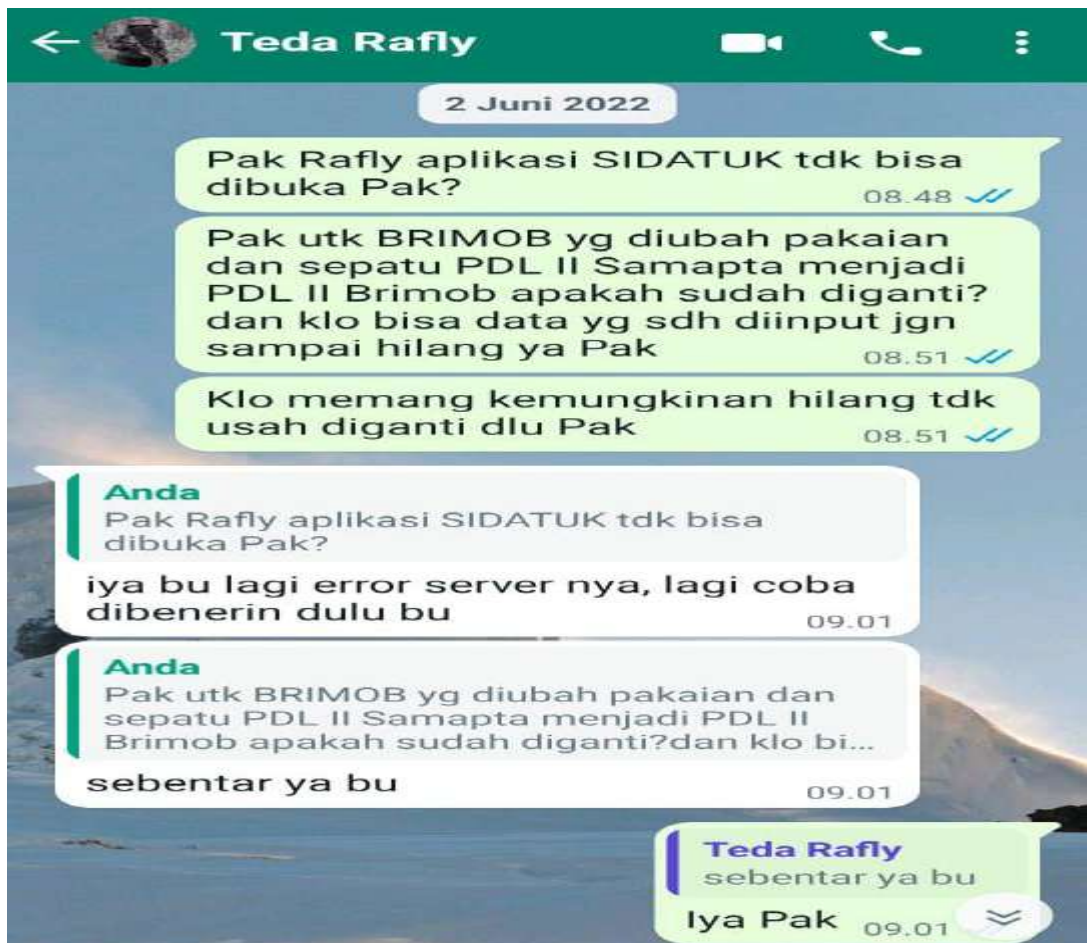 Teda Rafly
2 Juni 2022
Pak Rafly aplikasi SIDATUK tdk bisa
dibuka Pak?
08.48
Pak utk BRIMOB yg diubah pakaian
dan sepatu PDL II Samapta menjadi
PDL II Brimob apakah sudah diganti?
dan klo bisa data yg sdh diinput jgn
sampai hilang ya Pak
08.51
Klo memang kemungkinan hilang tdk
usah diganti dlu Pak
08.51
Anda
Pak Rafly aplikasi SIDATUK tdk bisa
dibuka Pak?
iya bu lagi error server nya, lagi coba
dibenerin dulu bu
09.01
Anda
Pak utk BRIMOB yg diubah pakaian dan
sepatu PDL II Samapta menjadi PDL II
Brimob apakah sudah diganti?dan klo bi...
sebentar ya bu
09.01
Teda Rafly
sebentar ya bu
Iya Pak 09.01